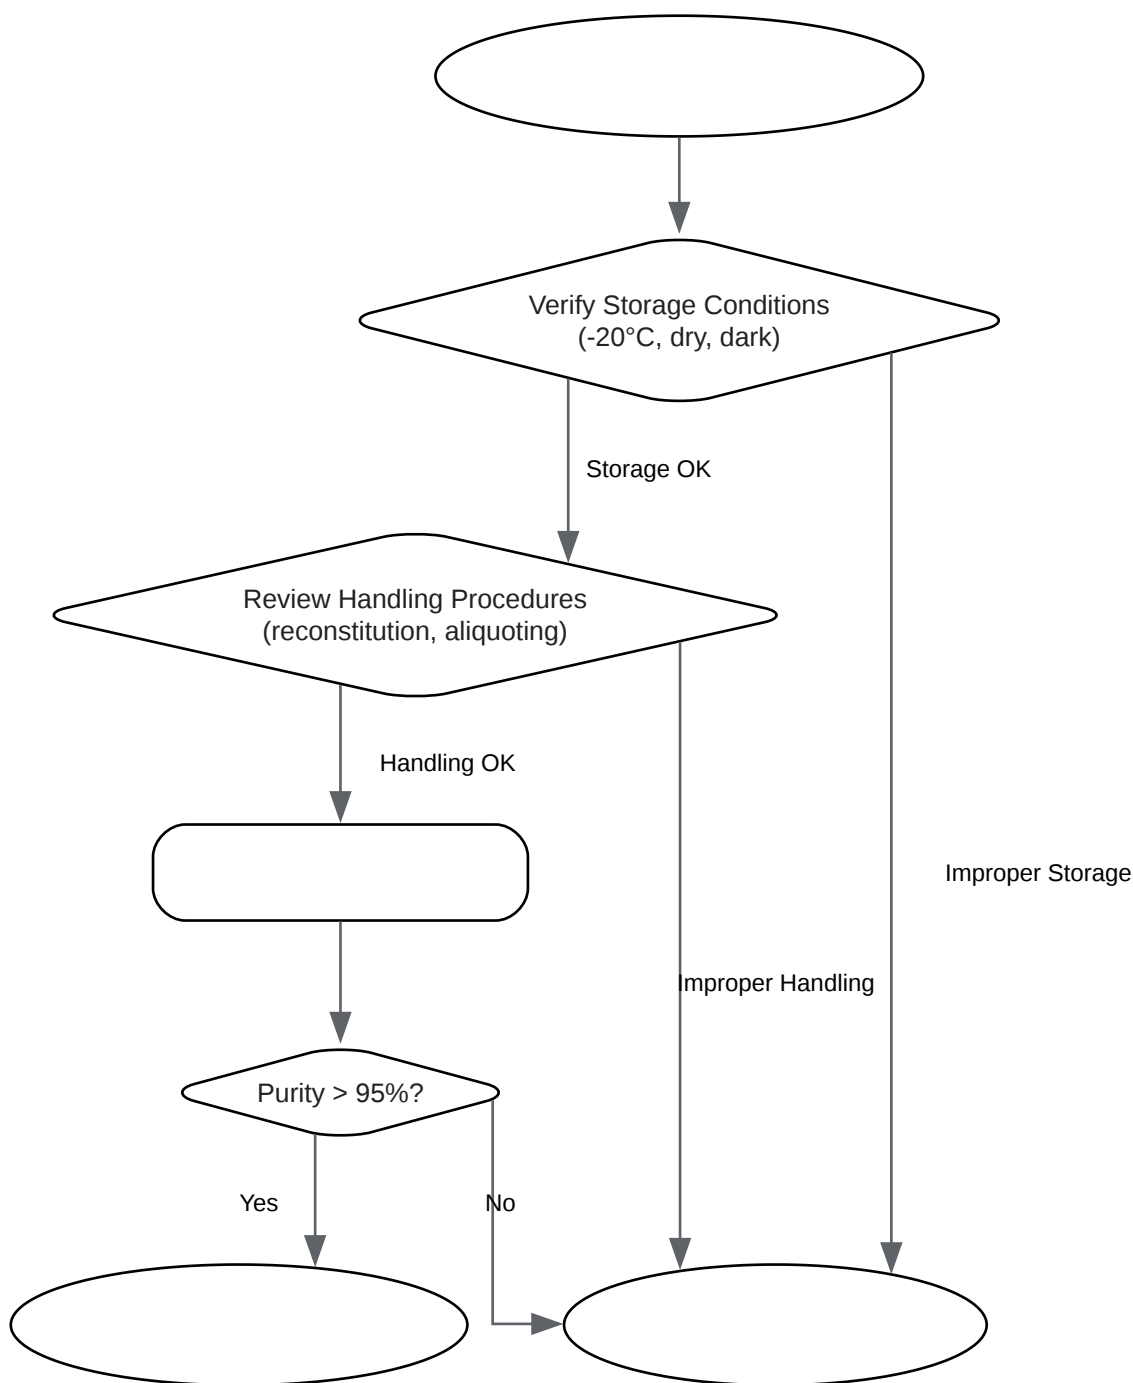 Verify Storage Conditions
(-20°C, dry, dark)
Storage OK
Review Handling Procedures
(reconstitution, aliquoting)
Handling OK
Improper Storage
Improper Handling
Purity > 95%?
Yes
No